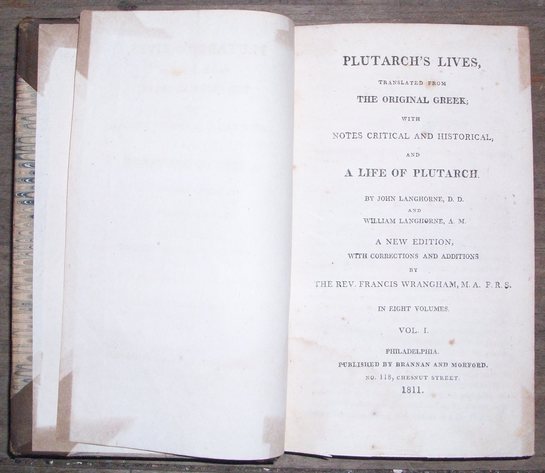 PLUTARCH'S LIVES,
TRANSLATED FROM
THE ORIGINAL GREEK;
WITH
NOTES CRITICAL AND HISTORICAL,
AND
A LIFE OF PLUTARCH.
BY JOHN LANGHORNE, D. D.
AND
WILLIAM LANGHORNE, A. M.
A NEW EDITION,
WITH CORRECTIONS AND ADDITIONS
BY
THE REV. FRANCIS WRANGHAM, M. A. F. R. S.
IN EIGHT VOLUMES.
VOL. I.
PHILADELPHIA.
PUBLISHED BY BRANNAN AND MORFORD.
NO. 118, CHESNUT STREET.
1811.